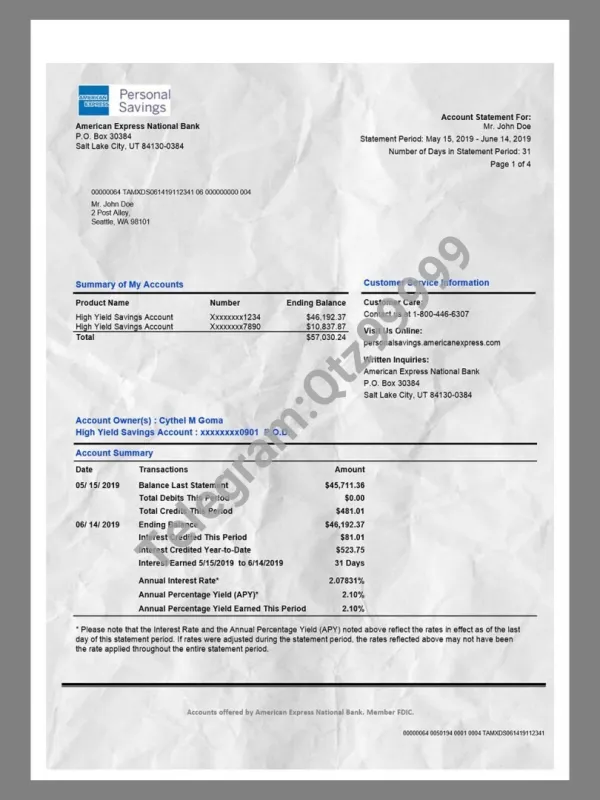 AMERICAN EXPRESS
Personal
Savings
American Express National Bank
P.O. Box 30384
Salt Lake City, UT 84130-0384
Account Statement For:
Mr. John Doe
Statement Period: May 15, 2019 - June 14, 2019
Number of Days in Statement Period: 31
Page 1 of 4
00000064 TAMXDS061419112341 06 000000000 004
Mr. John Doe
2 Post Alley,
Seattle, WA 98101
Summary of My Accounts
Product Name Number Ending Balance
High Yield Savings Account Xxxxxxxx1234 $46,192.37
High Yield Savings Account Xxxxxxxx7890 $10,837.87
Total $57,030.24
Customer Service Information
Customer Care:
Contact us at 1-800-446-6307
Visit Us Online:
personalsavings.americanexpress.com
Written Inquiries:
American Express National Bank
P.O. Box 30384
Salt Lake City, UT 84130-0384
Account Owner(s) : Cythel M Goma
High Yield Savings Account : xxxxxxxx0901 P.O.D.
Account Summary
Date Transactions Amount
05/ 15/ 2019 Balance Last Statement $45,711.36
Total Debits This Period $0.00
Total Credits This Period $481.01
06/ 14/ 2019 Ending Balance $46,192.37
Interest Credited This Period $81.01
Interest Credited Year-to-Date $523.75
Interest Earned 5/15/2019 to 6/14/2019 31 Days
Annual Interest Rate* 2.07831%
Annual Percentage Yield (APY)* 2.10%
Annual Percentage Yield Earned This Period 2.10%
* Please note that the Interest Rate and the Annual Percentage Yield (APY) noted above reflect the rates in effect as of the last
day of this statement period. If rates were adjusted during the statement period, the rates reflected above may not have been
the rate applied throughout the entire statement period.
Accounts offered by American Express National Bank. Member FDIC.
00000064 0050194 0001 0004 TAMXDS061419112341
Telegram:Qtz99999